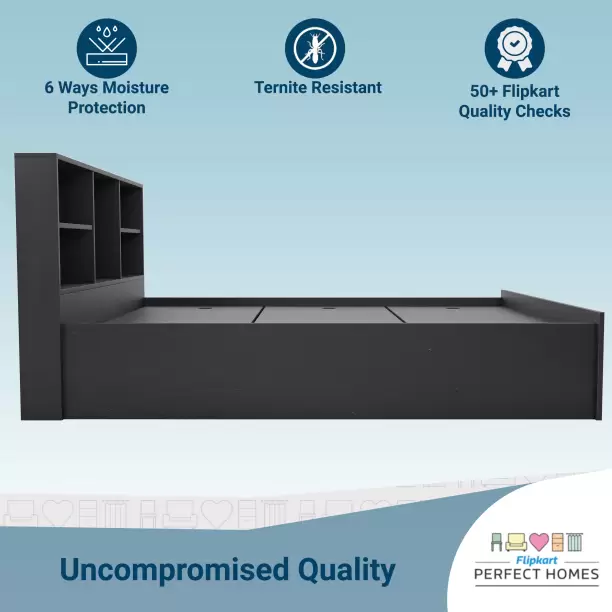 6 Ways Moisture
Protection
Ternite Resistant
50+ Flipkart
Quality Checks
Uncompromised Quality
Flipkart
PERFECT HOMES